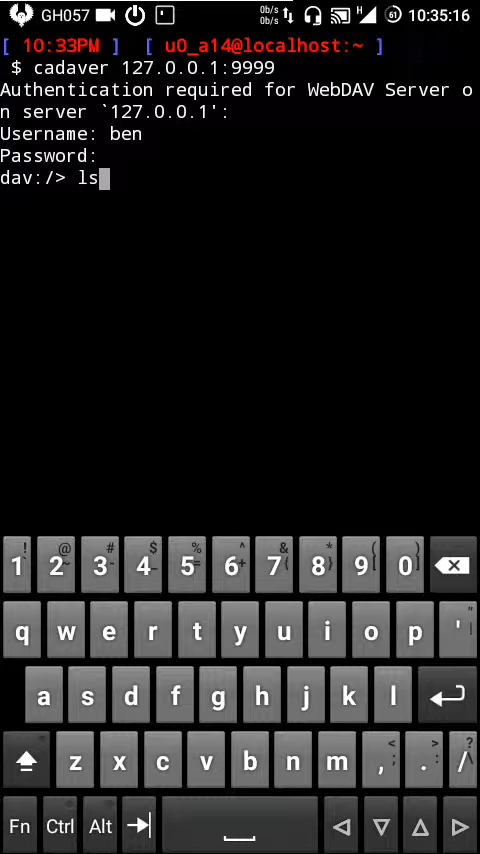 GH057 0b/s 0b/s H 61 10:35:16
[ 10:33PM ] [ u0_a14@localhost:~ ]
$ cadaver 127.0.0.1:9999
Authentication required for WebDAV Server o
n server `127.0.0.1':
Username: ben
Password:
dav:/> ls
! @ # $ % ^ & * ( )
1 2 3 4 5 6 7 8 9 0
` ~ - _ = + { } [ ]
q w e r t y u i o p ' " |
a s d f g h j k l
z x c v b n m , < ; . > : / ? \
Fn Ctrl Alt